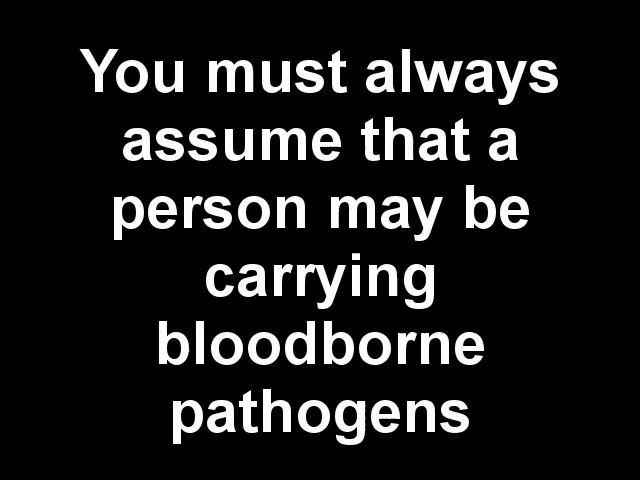 You must always
assume that a
person may be
carrying
bloodborne
pathogens